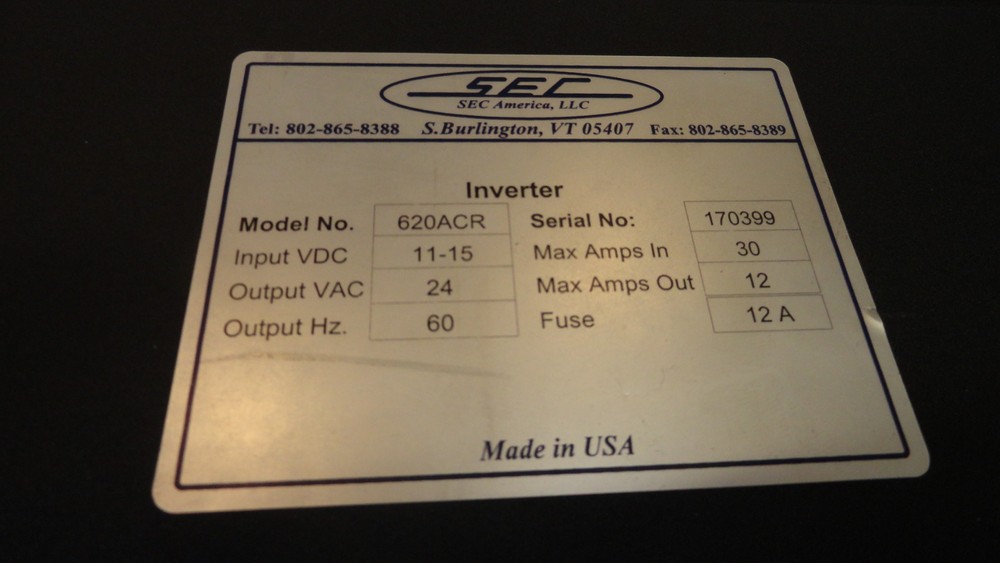 SEC
SEC America, LLC
Tel: 802-865-8388 S.Burlington, VT 05407 Fax: 802-865-8389
Inverter
Model No. 620ACR Serial No: 170399
Input VDC 11-15 Max Amps In 30
Output VAC 24 Max Amps Out 12
Output Hz. 60 Fuse 12 A
Made in USA